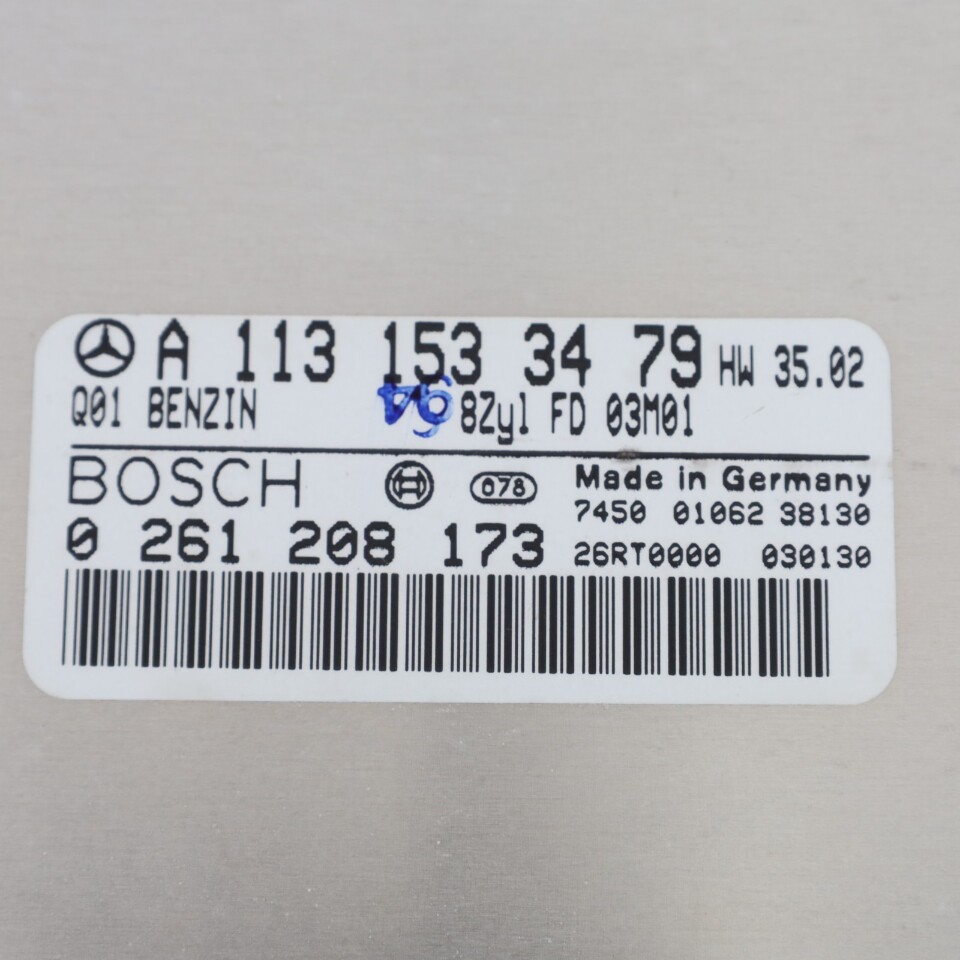 A 113 153 34 79 HW 35.02
Q01 BENZIN 8Zyl FD 03M01
BOSCH 078 Made in Germany
7450 01062 38130
0 261 208 173 26RT0000 030130